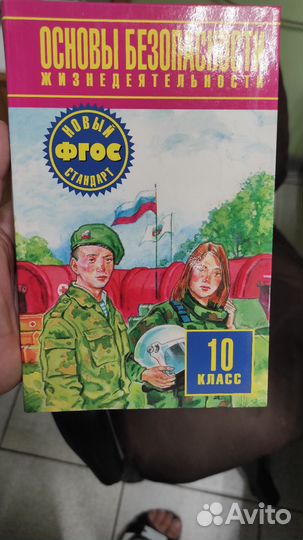 ОСНОВЫ БЕЗОПАСНОСТИ
ЖИЗНЕДЕЯТЕЛЬНОСТИ
НОВЫЙ
ФГОС
СТАНДАРТ
10
КЛАСС
Avito